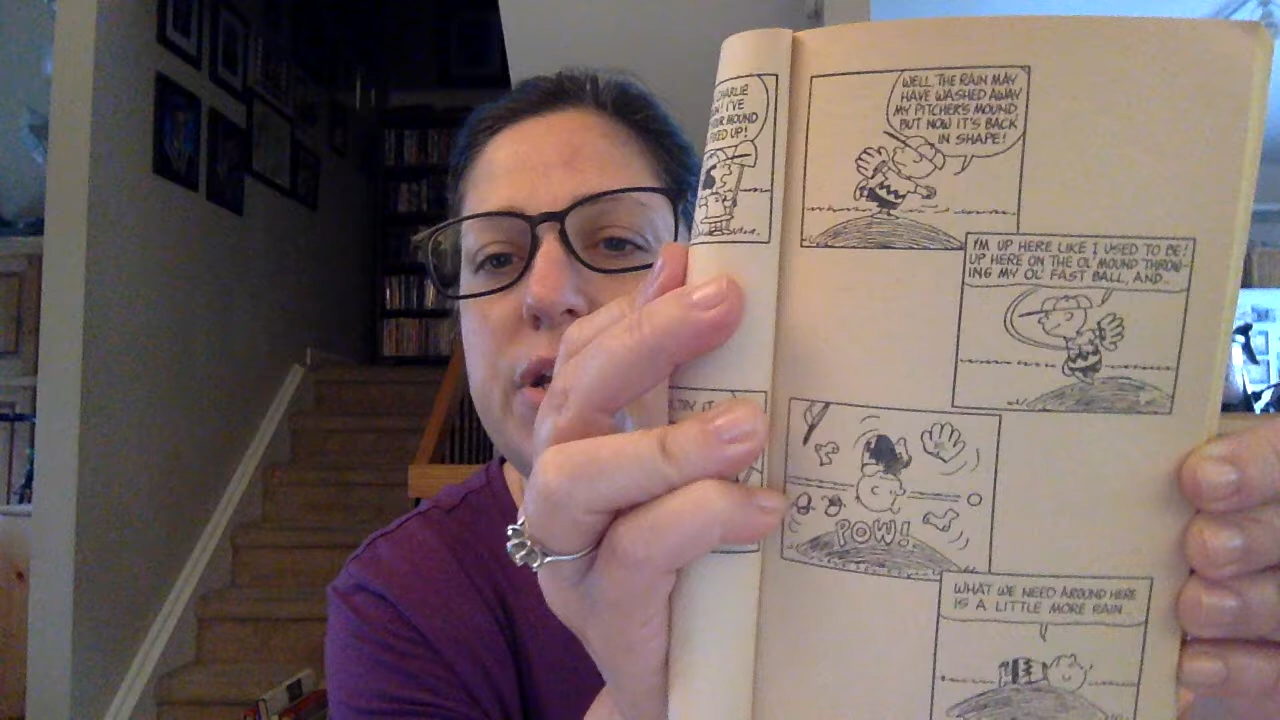 CHARLIE
I'VE
MOUND
UP!
WELL, THE RAIN MAY
HAVE WASHED AWAY
MY PITCHER'S MOUND
BUT NOW IT'S BACK
IN SHAPE!
I'M UP HERE LIKE I USED TO BE!
UP HERE ON THE OL' MOUND THROW-
ING MY OL' FAST BALL, AND..
POW!
WHAT WE NEED AROUND HERE
IS A LITTLE MORE RAIN..